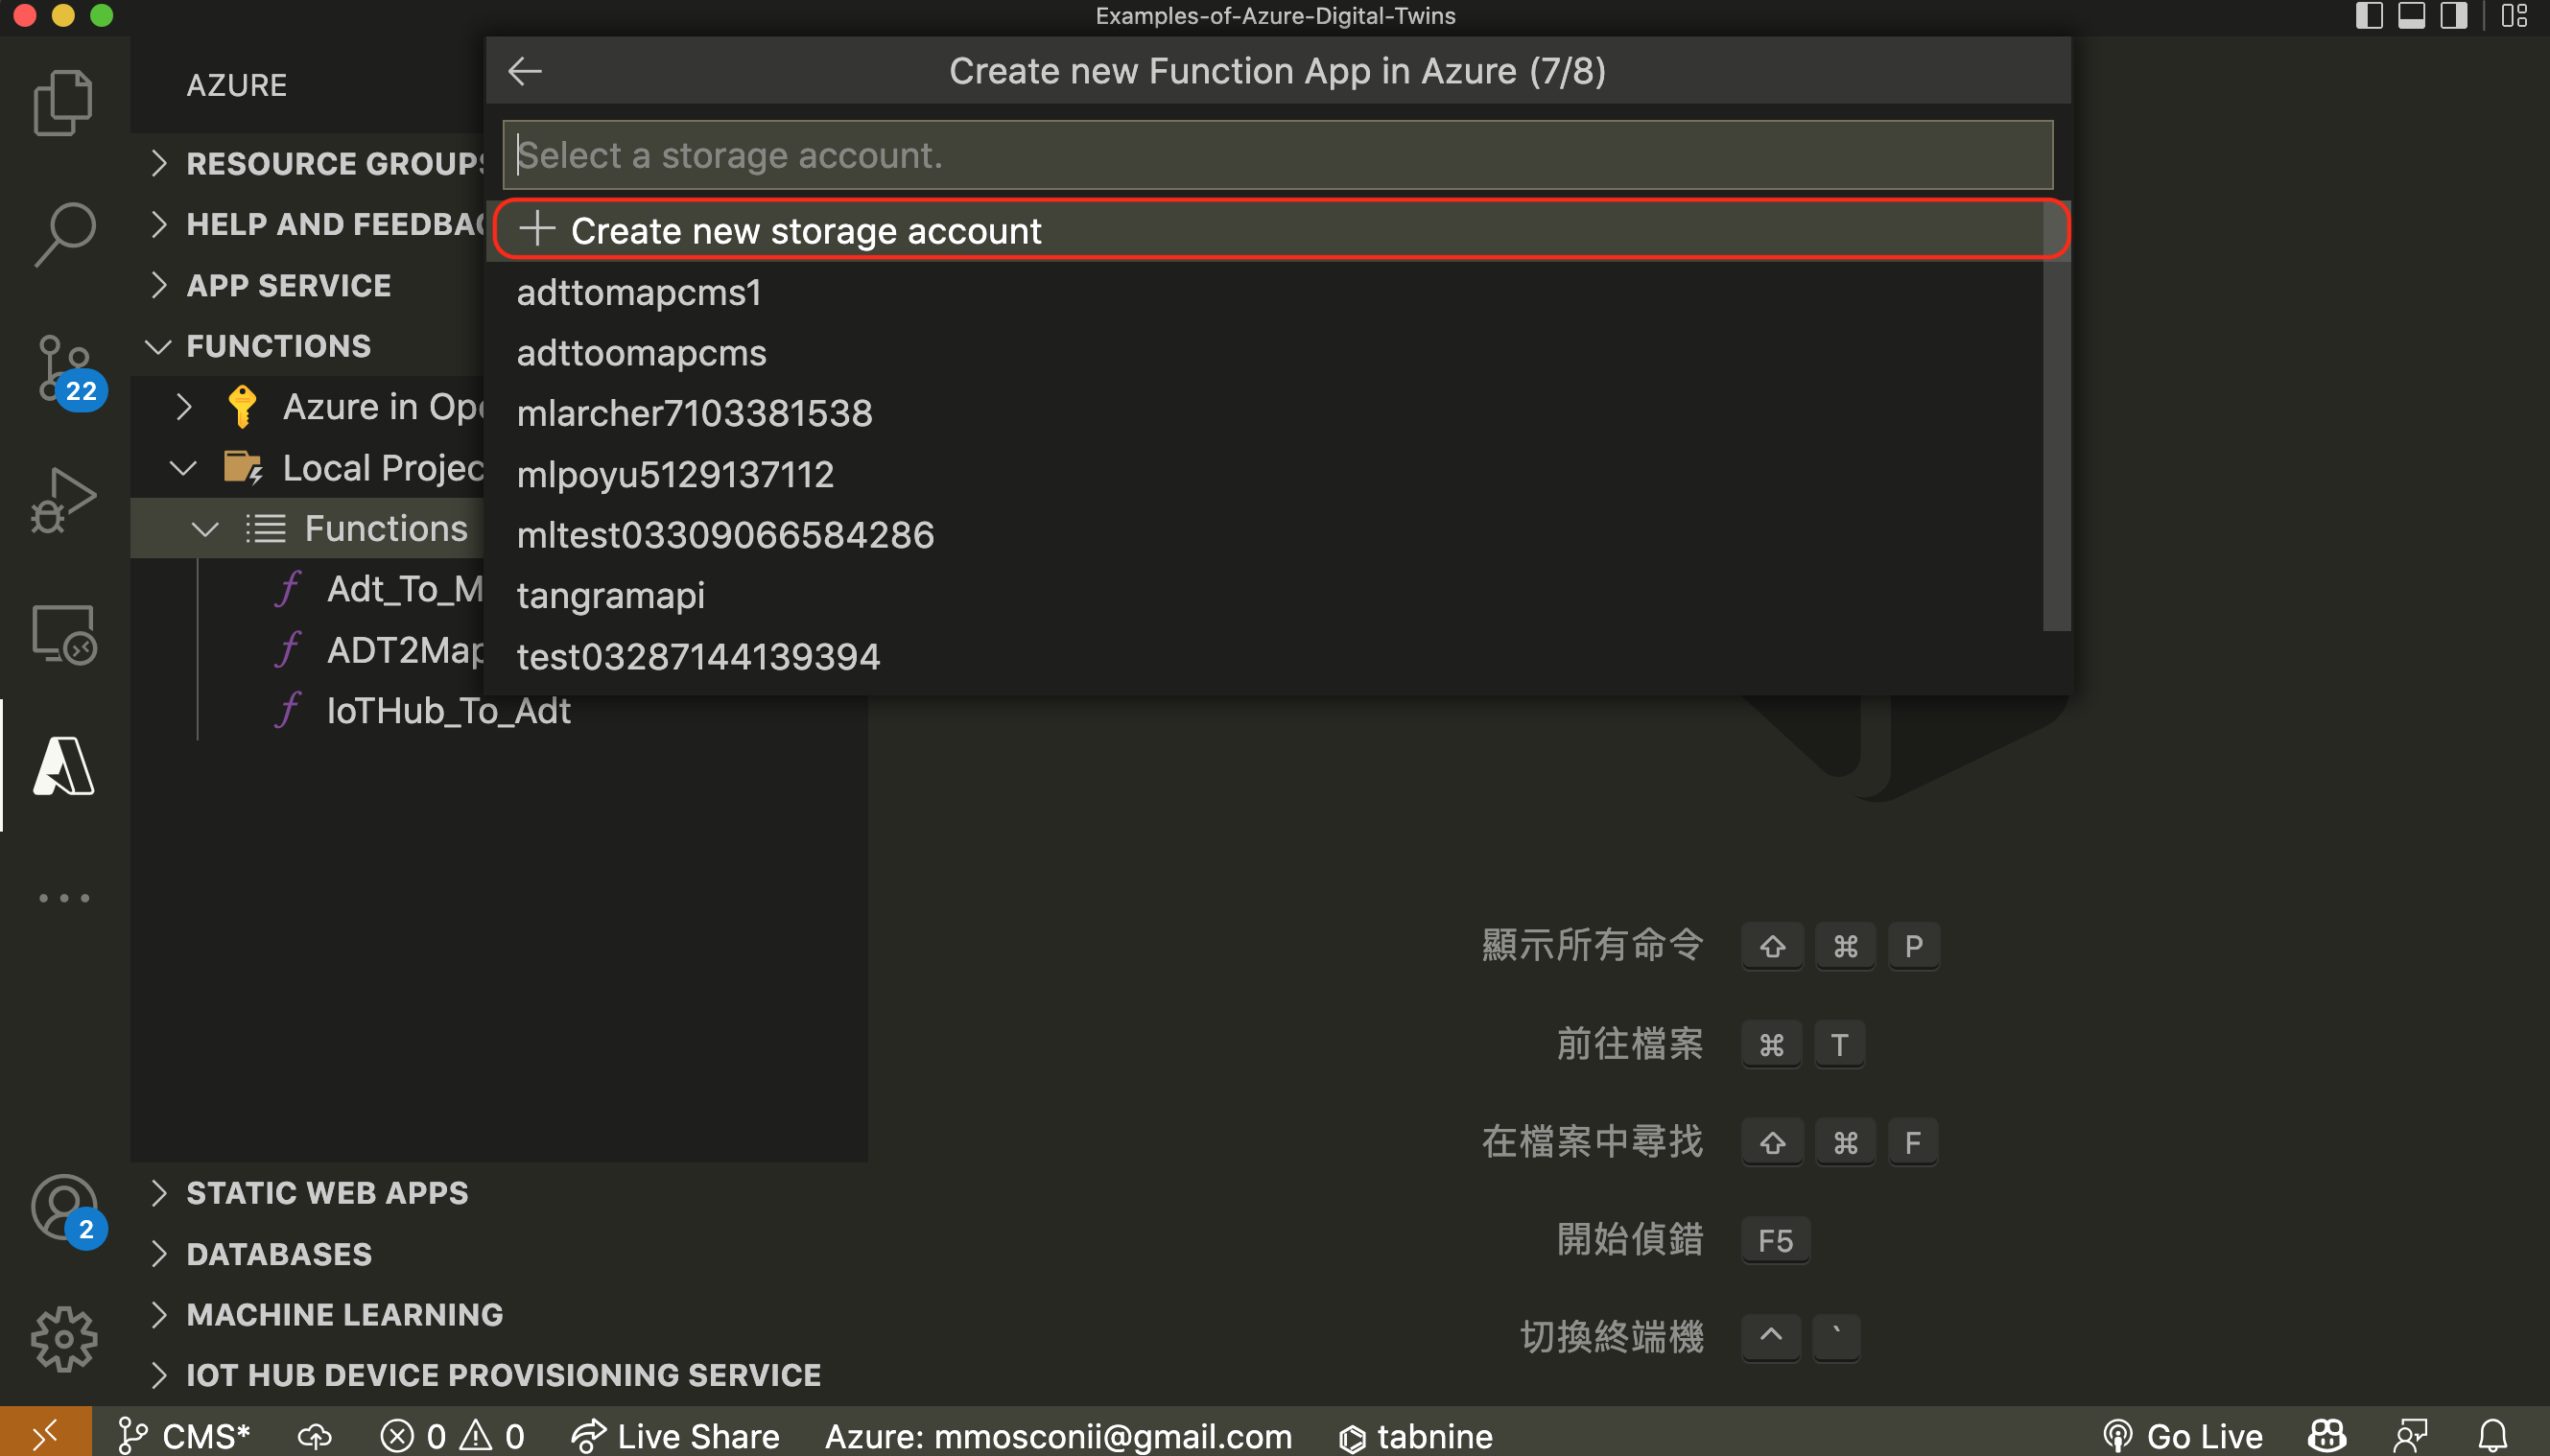 Examples-of-Azure-Digital-Twins
AZURE
RESOURCE GROUPS
HELP AND FEEDBAC
APP SERVICE
FUNCTIONS
Azure in Ope
Local Projec
Functions
Adt_To_M
ADT2Map
IoTHub_To_Adt
STATIC WEB APPS
DATABASES
MACHINE LEARNING
IOT HUB DEVICE PROVISIONING SERVICE
22
2
Create new Function App in Azure (7/8)
Select a storage account.
Create new storage account
adttomapcms1
adttoomapcms
mlarcher7103381538
mlpoyu5129137112
mltest03309066584286
tangramapi
test03287144139394
顯示所有命令 ⇧ ⌘ P
前往檔案 ⌘ T
在檔案中尋找 ⇧ ⌘ F
開始偵錯 F5
切換終端機 ^ `
CMS* 0 0 Live Share Azure: mmosconii@gmail.com tabnine Go Live